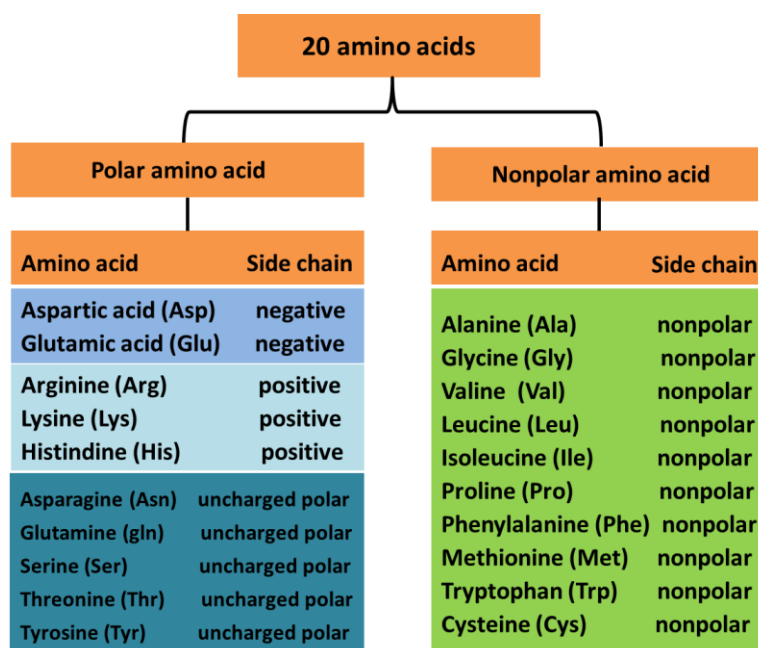 20 amino acids
Polar amino acid
Amino acid Side chain
Aspartic acid (Asp) negative
Glutamic acid (Glu) negative
Arginine (Arg) positive
Lysine (Lys) positive
Histindine (His) positive
Asparagine (Asn) uncharged polar
Glutamine (gln) uncharged polar
Serine (Ser) uncharged polar
Threonine (Thr) uncharged polar
Tyrosine (Tyr) uncharged polar
Nonpolar amino acid
Amino acid Side chain
Alanine (Ala) nonpolar
Glycine (Gly) nonpolar
Valine (Val) nonpolar
Leucine (Leu) nonpolar
Isoleucine (Ile) nonpolar
Proline (Pro) nonpolar
Phenylalanine (Phe) nonpolar
Methionine (Met) nonpolar
Tryptophan (Trp) nonpolar
Cysteine (Cys) nonpolar